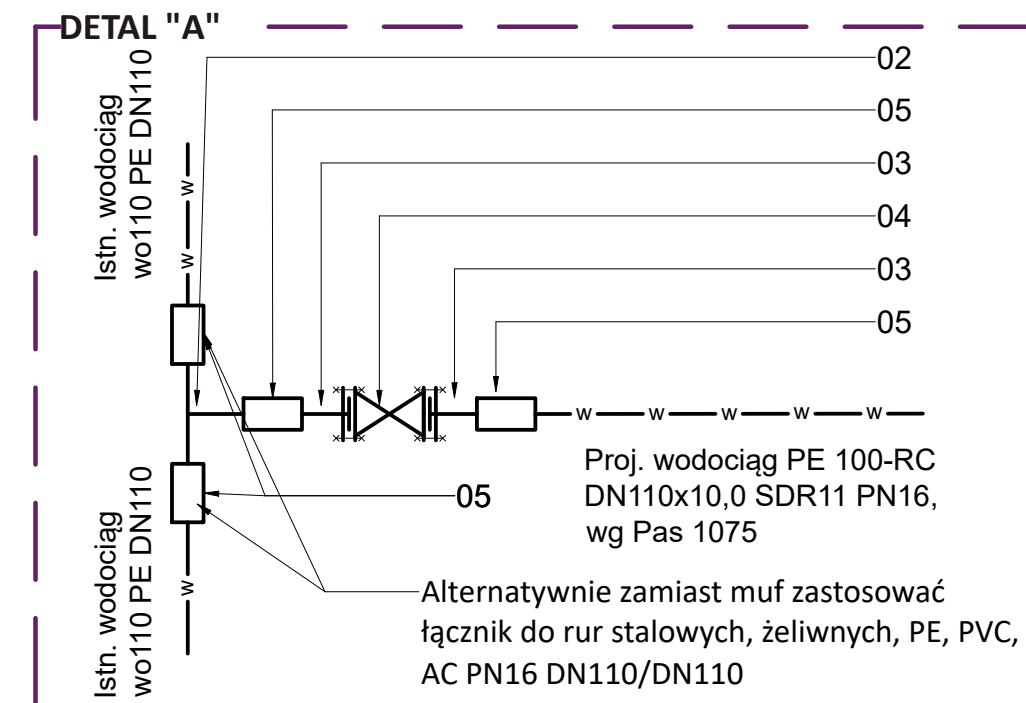 DETAL "A"
Istn. wodociąg
wo110 PE DN110
w
w
02
05
03
04
03
05
w
w
w
w
w
Proj. wodociąg PE 100-RC
DN110x10,0 SDR11 PN16,
wg Pas 1075
05
Istn. wodociąg
wo110 PE DN110
w
Alternatywnie zamiast muf zastosować
łącznik do rur stalowych, żeliwnych, PE, PVC,
AC PN16 DN110/DN110